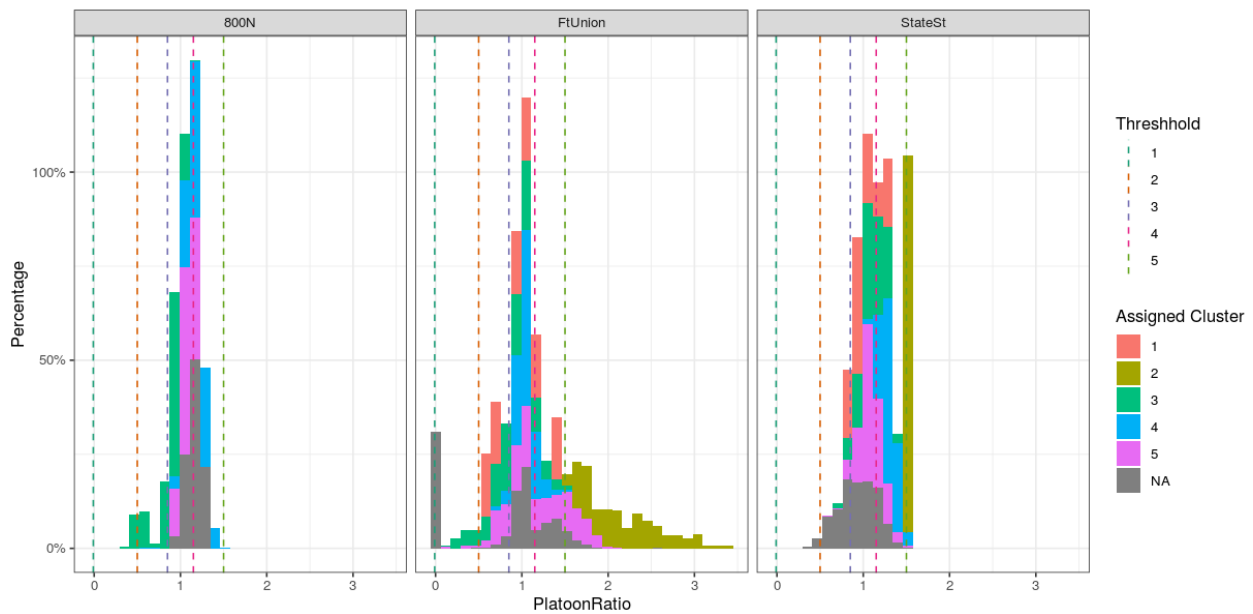 800N
FtUnion
StateSt
100%
50%
0%
Percentage
0 1 2 3
0 1 2 3
0 1 2 3
PlatoonRatio
Threshhold
1
2
3
4
5
Assigned Cluster
1
2
3
4
5
NA